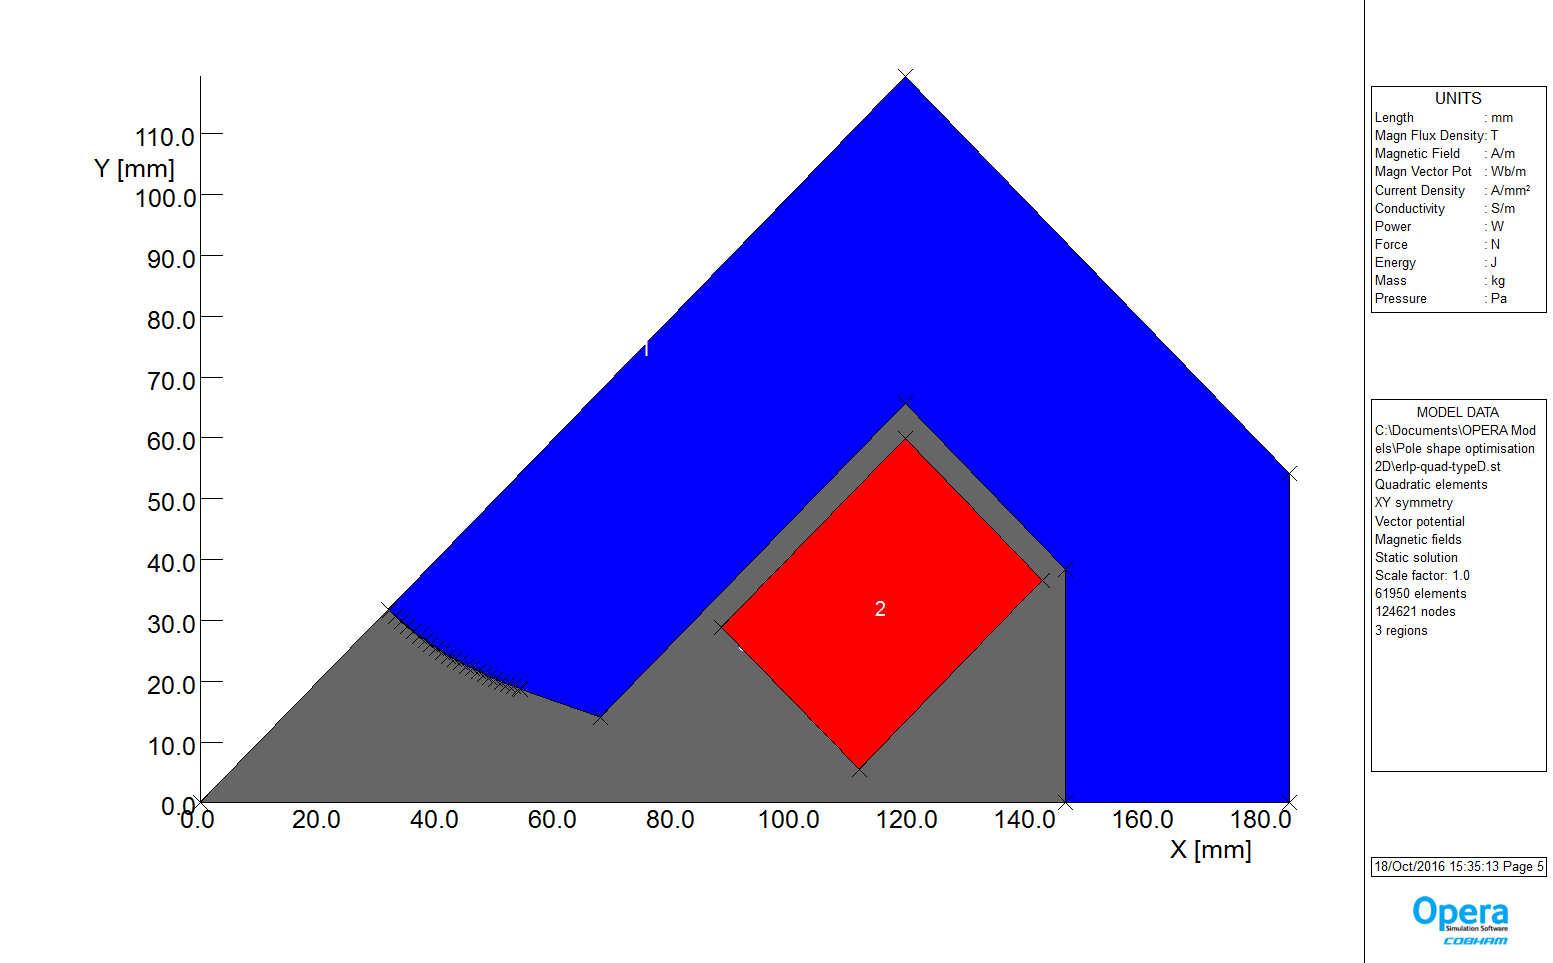 110.0
Y [mm]
100.0
90.0
80.0
70.0
60.0
50.0
40.0
30.0
20.0
10.0
0.0
0.0 20.0 40.0 60.0 80.0 100.0 120.0 140.0 160.0 180.0
X [mm]
2
UNITS
Length : mm
Magn Flux Density: T
Magnetic Field : A/m
Magn Vector Pot : Wb/m
Current Density : A/mm²
Conductivity : S/m
Power : W
Force : N
Energy : J
Mass : kg
Pressure : Pa
MODEL DATA
C:\Documents\OPERA Mod
els\Pole shape optimisation
2D\erlp-quad-typeD.st
Quadratic elements
XY symmetry
Vector potential
Magnetic fields
Static solution
Scale factor: 1.0
61950 elements
124621 nodes
3 regions
18/Oct/2016 15:35:13 Page 5
Opera
Simulation Software
COBHAM